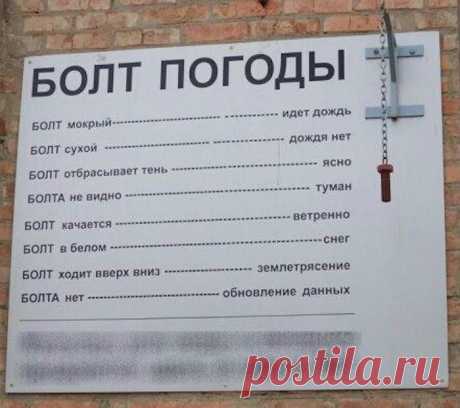 БОЛТ ПОГОДЫ
БОЛТ мокрый------------------------ ------------идет дождь
БОЛТ сухой ------------------------------------- дождя нет
БОЛТ отбрасывает тень ---------------------------- ясно
БОЛТА не видно ---------------------------------- туман
БОЛТ качается ---------------------------------ветренно
БОЛТ в белом ----------------------------------------снег
БОЛТ ходит вверх вниз --------------- землетрясение
БОЛТА нет ---------------------- обновление данных
postila.ru